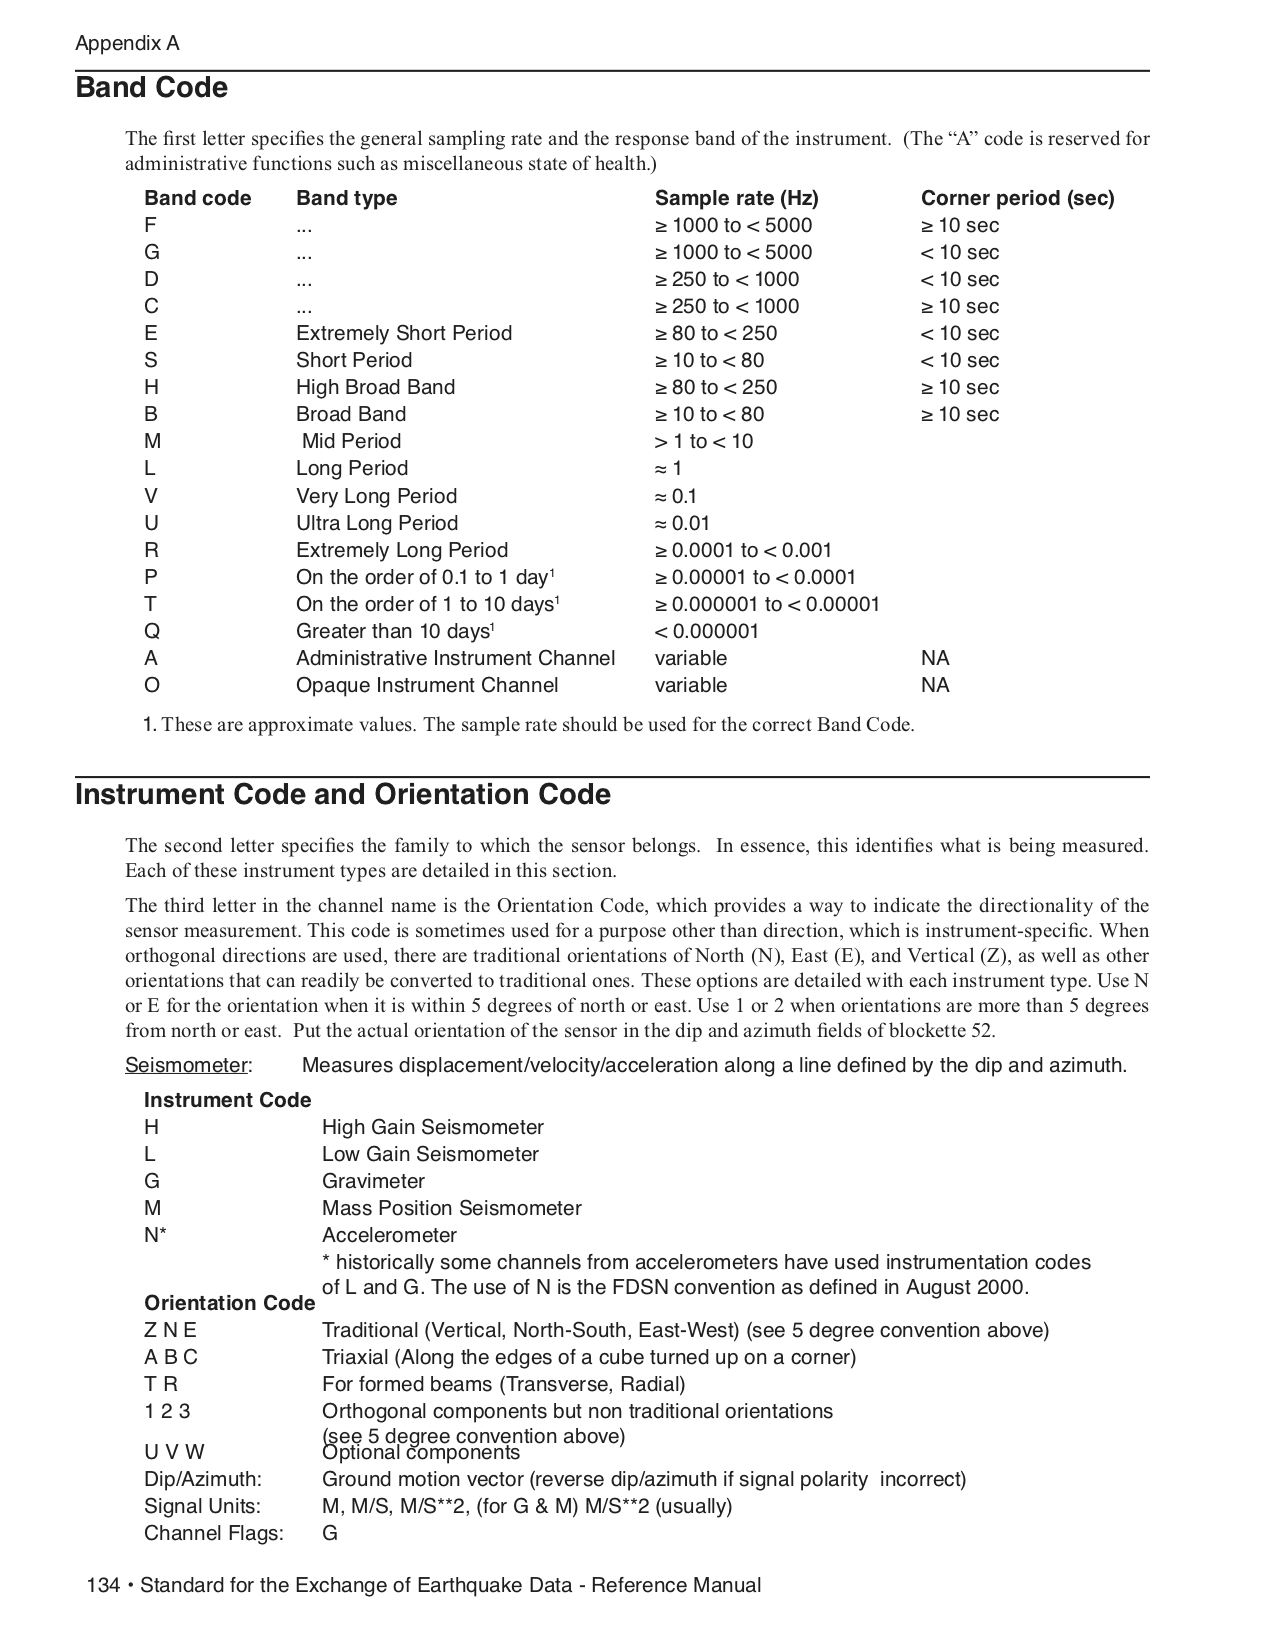 Appendix A
Band Code
The first letter specifies the general sampling rate and the response band of the instrument.  (The “A” code is reserved for
administrative functions such as miscellaneous state of health.)
Band code Band type Sample rate (Hz) Corner period (sec)
F ... ≥ 1000 to < 5000 ≥ 10 sec
G ... ≥ 1000 to < 5000 < 10 sec
D ... ≥ 250 to < 1000 < 10 sec
C ... ≥ 250 to < 1000 ≥ 10 sec
E Extremely Short Period ≥ 80 to < 250 < 10 sec
S Short Period ≥ 10 to < 80 < 10 sec
H High Broad Band ≥ 80 to < 250 ≥ 10 sec
B Broad Band ≥ 10 to < 80 ≥ 10 sec
M Mid Period > 1 to < 10
L Long Period ≈ 1
V Very Long Period ≈ 0.1
U Ultra Long Period ≈ 0.01
R Extremely Long Period ≥ 0.0001 to < 0.001
P On the order of 0.1 to 1 day¹ ≥ 0.00001 to < 0.0001
T On the order of 1 to 10 days¹ ≥ 0.000001 to < 0.00001
Q Greater than 10 days¹ < 0.000001
A Administrative Instrument Channel variable NA
O Opaque Instrument Channel variable NA
1. These are approximate values. The sample rate should be used for the correct Band Code.
Instrument Code and Orientation Code
The second letter specifies the family to which the sensor belongs.  In essence, this identifies what is being measured.
Each of these instrument types are detailed in this section.
The third letter in the channel name is the Orientation Code, which provides a way to indicate the directionality of the
sensor measurement. This code is sometimes used for a purpose other than direction, which is instrument-specific. When
orthogonal directions are used, there are traditional orientations of North (N), East (E), and Vertical (Z), as well as other
orientations that can readily be converted to traditional ones. These options are detailed with each instrument type. Use N
or E for the orientation when it is within 5 degrees of north or east. Use 1 or 2 when orientations are more than 5 degrees
from north or east.  Put the actual orientation of the sensor in the dip and azimuth fields of blockette 52.
Seismometer: Measures displacement/velocity/acceleration along a line defined by the dip and azimuth.
Instrument Code
H High Gain Seismometer
L Low Gain Seismometer
G Gravimeter
M Mass Position Seismometer
N* Accelerometer
* historically some channels from accelerometers have used instrumentation codes
of L and G. The use of N is the FDSN convention as defined in August 2000.
Orientation Code
Z N E Traditional (Vertical, North-South, East-West) (see 5 degree convention above)
A B C Triaxial (Along the edges of a cube turned up on a corner)
T R For formed beams (Transverse, Radial)
1 2 3 Orthogonal components but non traditional orientations
(see 5 degree convention above)
U V W Optional components
Dip/Azimuth: Ground motion vector (reverse dip/azimuth if signal polarity  incorrect)
Signal Units: M, M/S, M/S**2, (for G & M) M/S**2 (usually)
Channel Flags: G
134 • Standard for the Exchange of Earthquake Data - Reference Manual